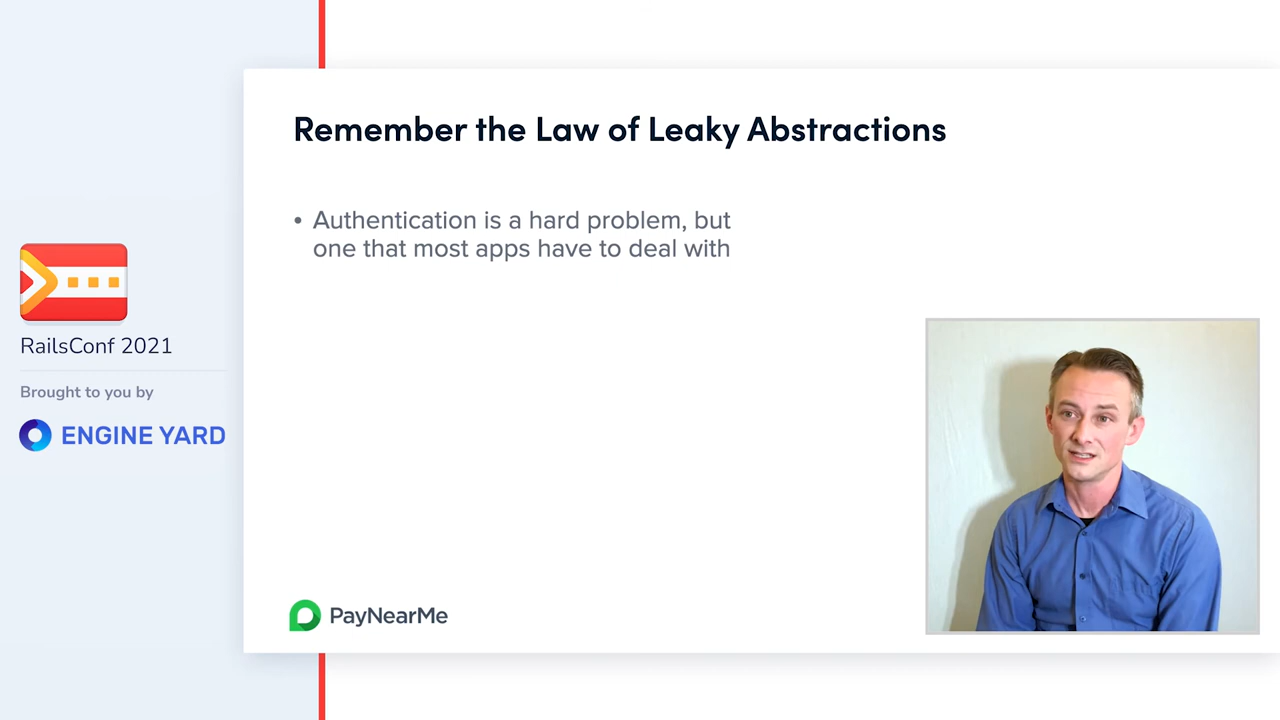 Remember the Law of Leaky Abstractions
• Authentication is a hard problem, but
one that most apps have to deal with
RailsConf 2021
Brought to you by
ENGINE YARD
PayNearMe